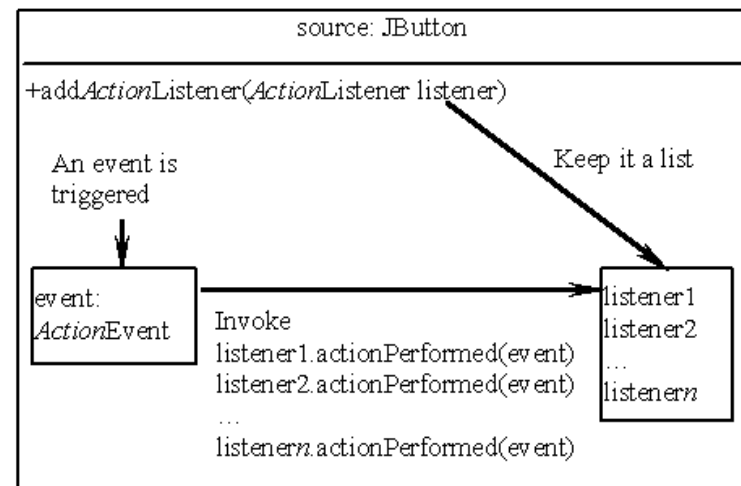 source: JButton
+addActionListener(ActionListener listener)
An event is
triggered
Keep it a list
event:
ActionEvent
Invoke
listener1.actionPerformed(event)
listener2.actionPerformed(event)
…
listenern.actionPerformed(event)
listener1
listener2
…
listenern